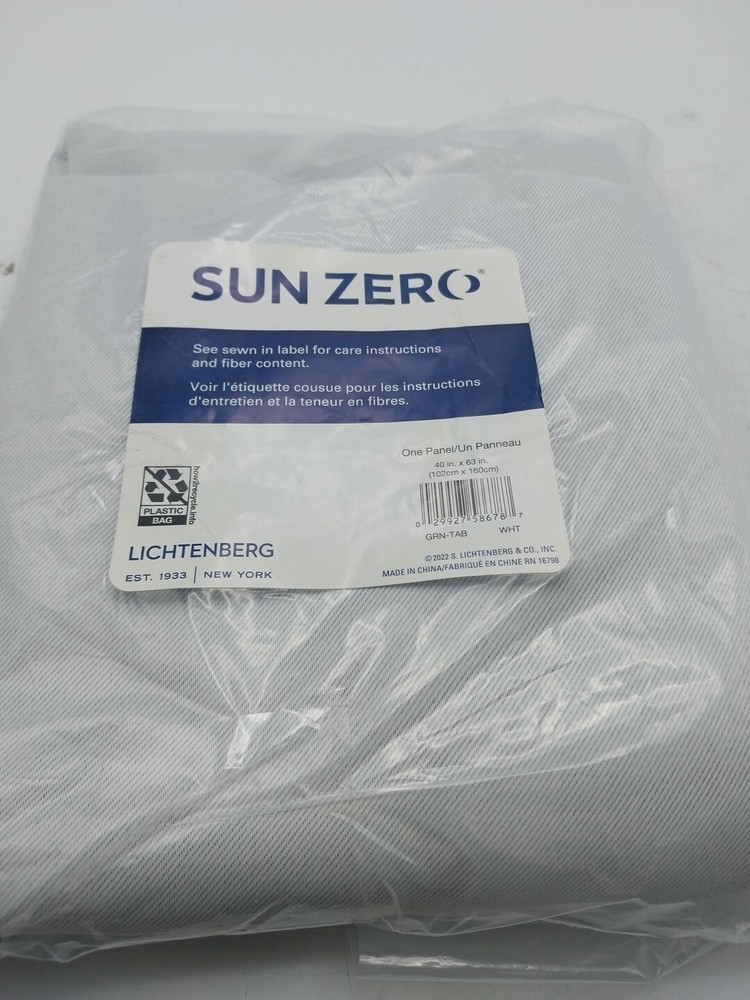 SUN ZERO®
See sewn in label for care instructions
and fiber content.
Voir l'étiquette cousue pour les instructions
d'entretien et la teneur en fibres.
One Panel/Un Panneau
40 in. x 63 in.
(102cm x 160cm)
how2recycle.info
PLASTIC
BAG
0 29927 58678 7
GRN-TAB WHT
LICHTENBERG
EST. 1933 | NEW YORK
©2022 S. LICHTENBERG & CO., INC.
MADE IN CHINA/FABRIQUÉ EN CHINE RN 16798